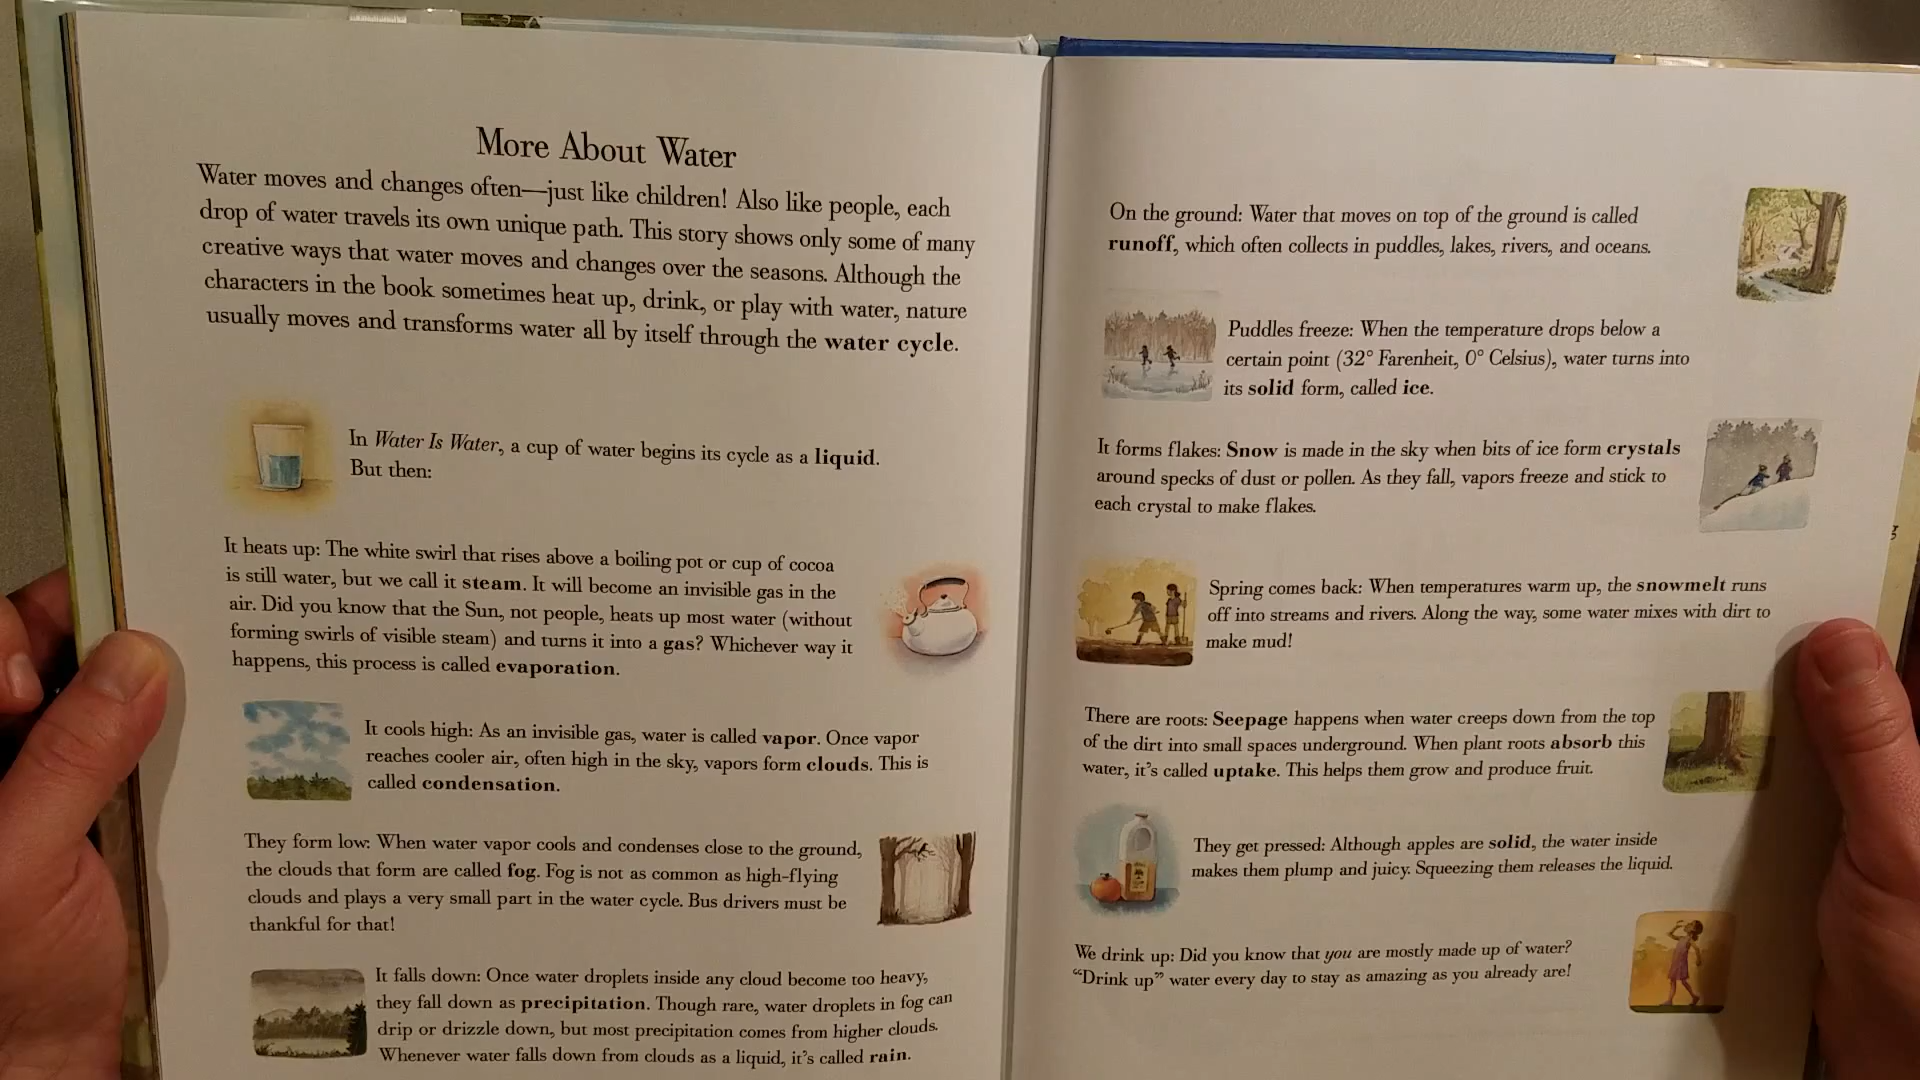 More About Water
Water moves and changes often—just like children! Also like people, each
drop of water travels its own unique path. This story shows only some of many
creative ways that water moves and changes over the seasons. Although the
characters in the book sometimes heat up, drink, or play with water, nature
usually moves and transforms water all by itself through the water cycle.
In Water Is Water, a cup of water begins its cycle as a liquid.
But then:
It heats up: The white swirl that rises above a boiling pot or cup of cocoa
is still water, but we call it steam. It will become an invisible gas in the
air. Did you know that the Sun, not people, heats up most water (without
forming swirls of visible steam) and turns it into a gas? Whichever way it
happens, this process is called evaporation.
It cools high: As an invisible gas, water is called vapor. Once vapor
reaches cooler air, often high in the sky, vapors form clouds. This is
called condensation.
They form low: When water vapor cools and condenses close to the ground,
the clouds that form are called fog. Fog is not as common as high-flying
clouds and plays a very small part in the water cycle. Bus drivers must be
thankful for that!
It falls down: Once water droplets inside any cloud become too heavy,
they fall down as precipitation. Though rare, water droplets in fog can
drip or drizzle down, but most precipitation comes from higher clouds.
Whenever water falls down from clouds as a liquid, it's called rain.
On the ground: Water that moves on top of the ground is called
runoff, which often collects in puddles, lakes, rivers, and oceans.
Puddles freeze: When the temperature drops below a
certain point (32° Farenheit, 0° Celsius), water turns into
its solid form, called ice.
It forms flakes: Snow is made in the sky when bits of ice form crystals
around specks of dust or pollen. As they fall, vapors freeze and stick to
each crystal to make flakes.
Spring comes back: When temperatures warm up, the snowmelt runs
off into streams and rivers. Along the way, some water mixes with dirt to
make mud!
There are roots: Seepage happens when water creeps down from the top
of the dirt into small spaces underground. When plant roots absorb this
water, it's called uptake. This helps them grow and produce fruit.
They get pressed: Although apples are solid, the water inside
makes them plump and juicy. Squeezing them releases the liquid.
We drink up: Did you know that you are mostly made up of water?
“Drink up” water every day to stay as amazing as you already are!